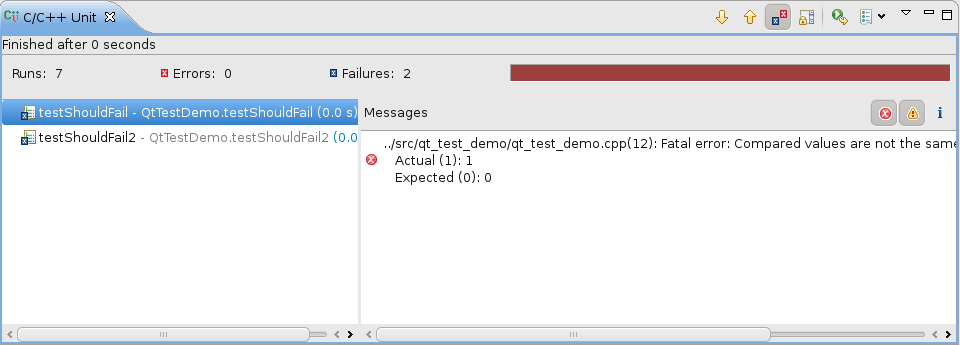 C/C++ Unit
Finished after 0 seconds
Runs: 7 Errors: 0 Failures: 2
testShouldFail - QtTestDemo.testShouldFail (0.0 s)
testShouldFail2 - QtTestDemo.testShouldFail2 (0.0
Messages
../src/qt_test_demo/qt_test_demo.cpp(12): Fatal error: Compared values are not the same
Actual (1): 1
Expected (0): 0